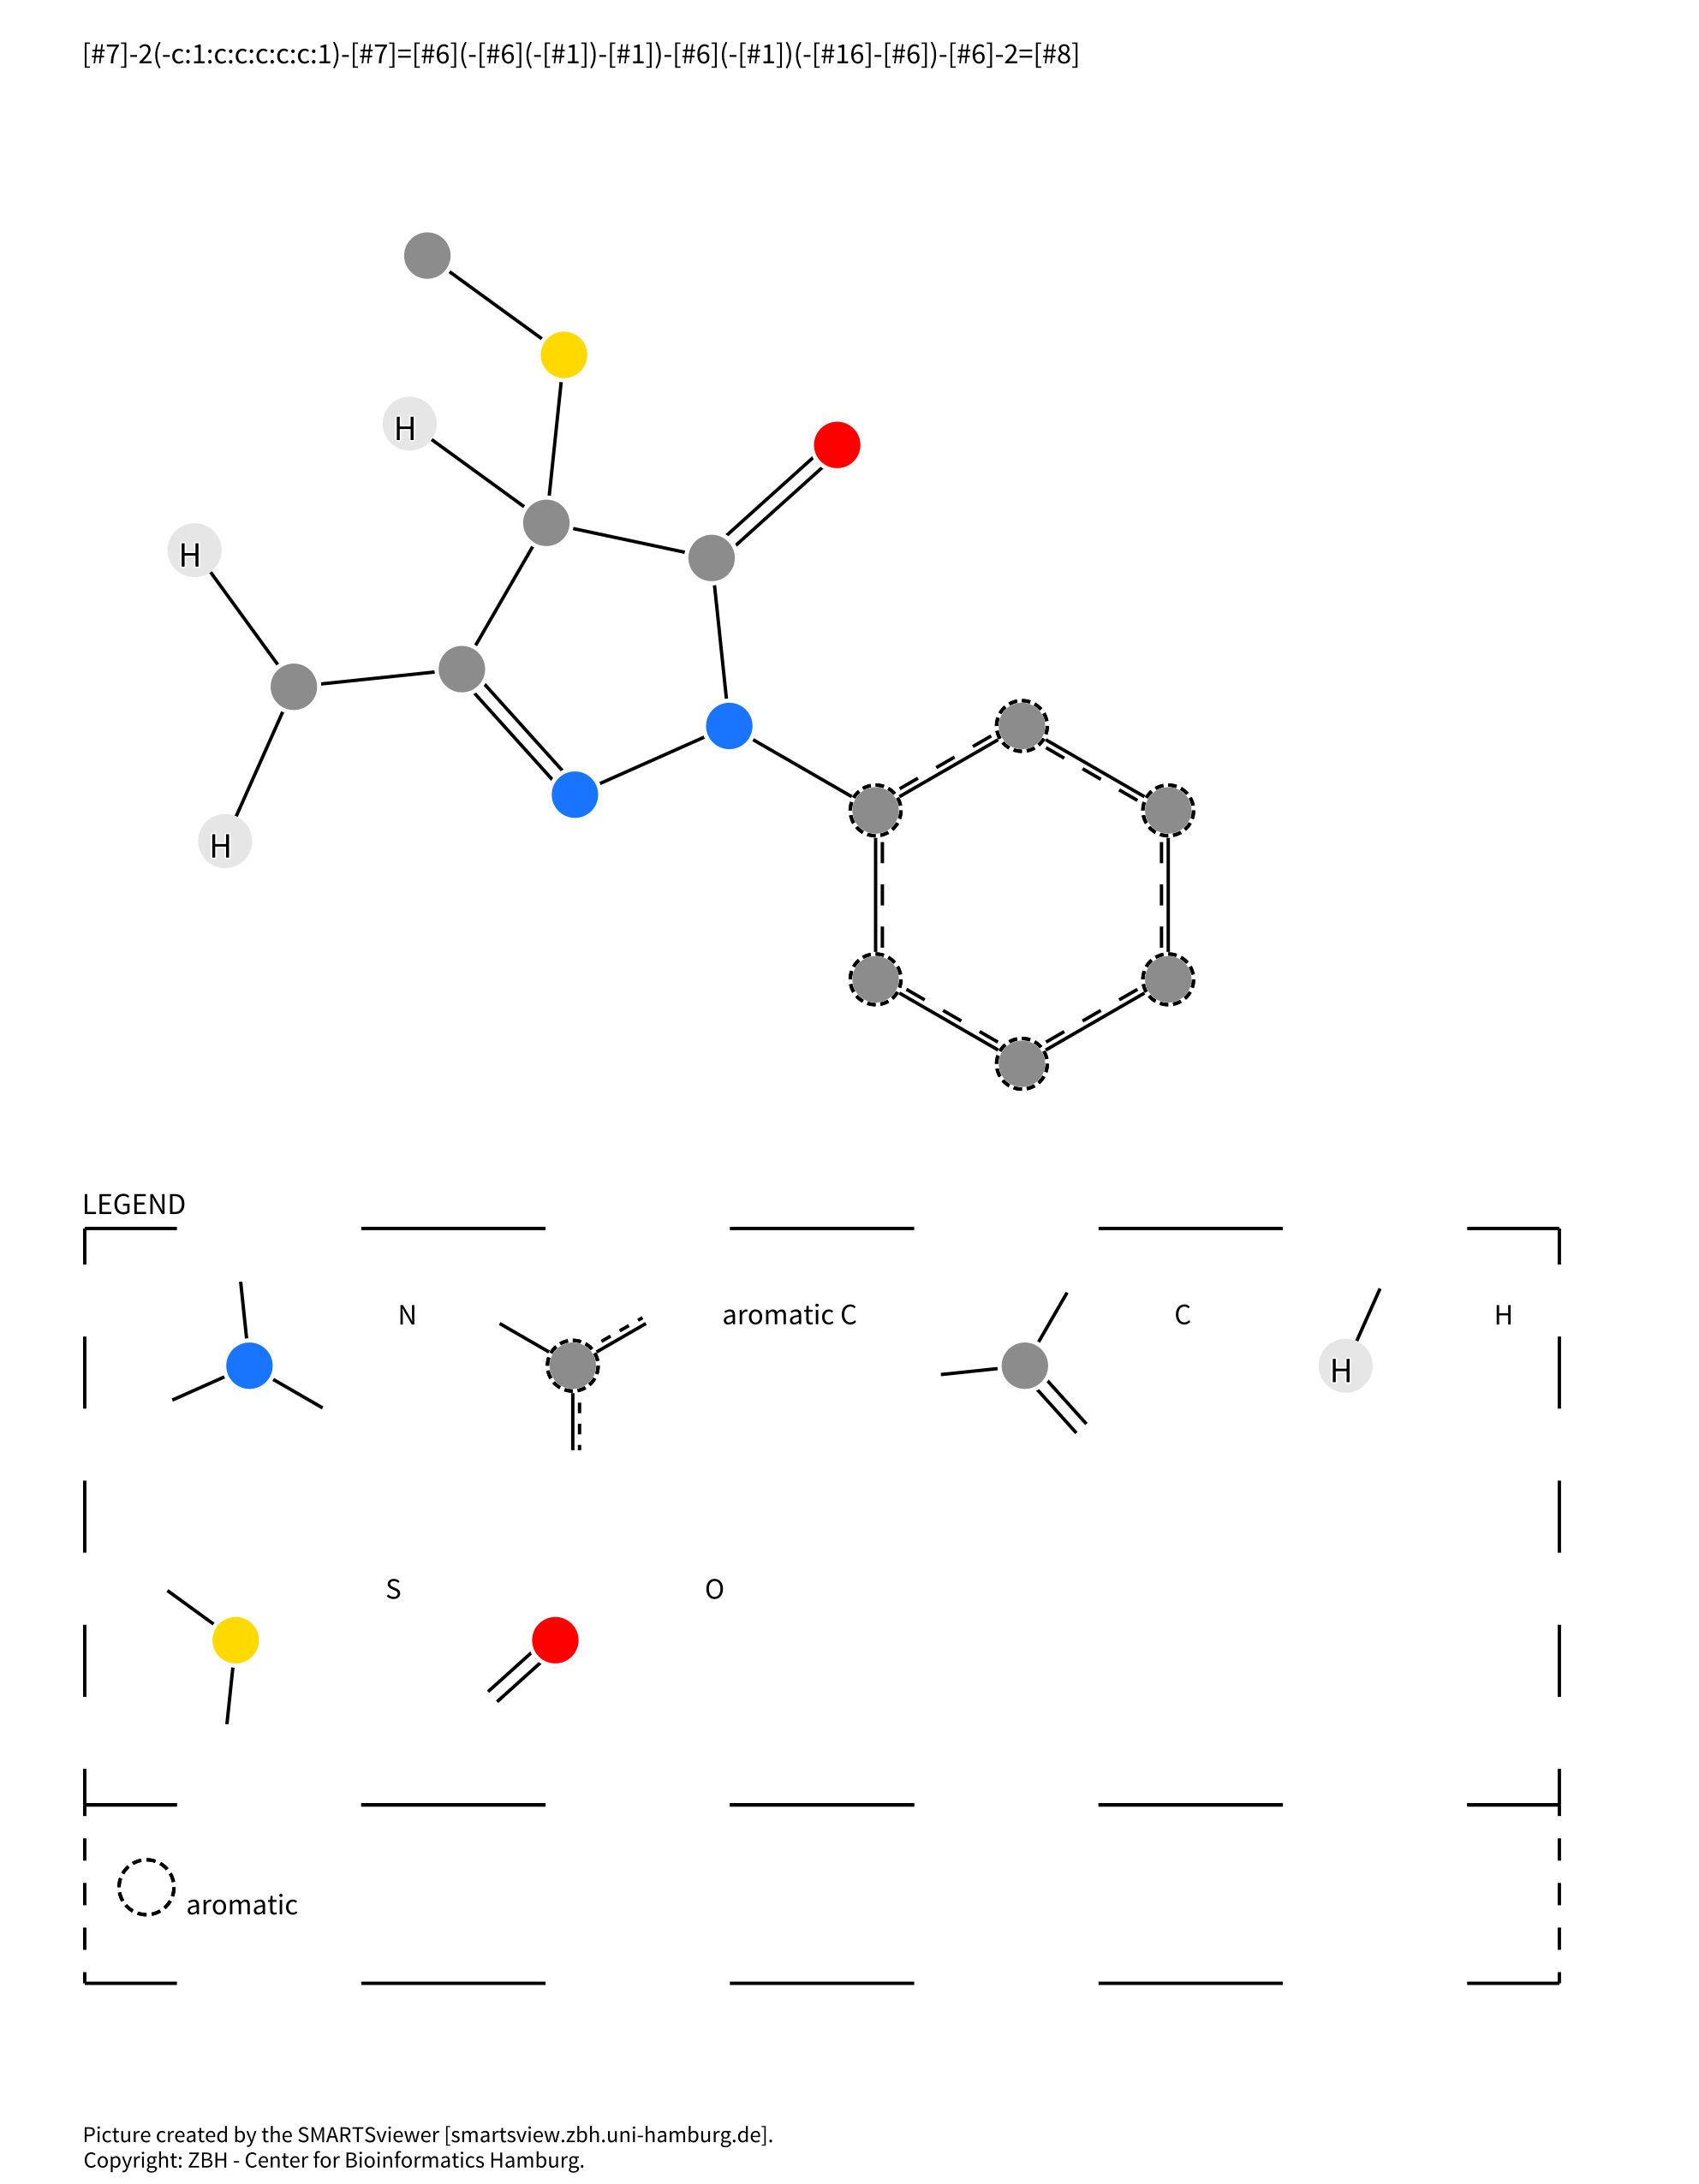 [#7]-2(-c:1:c:c:c:c:c:1)-[#7]=[#6](-[#6](-[#1])-[#1])-[#6](-[#1])(-[#16]-[#6])-[#6]-2=[#8]
H
H
H
LEGEND
N
aromatic C
C
H
H
S
O
aromatic
Picture created by the SMARTSviewer [smartsview.zbh.uni-hamburg.de].
Copyright: ZBH - Center for Bioinformatics Hamburg.